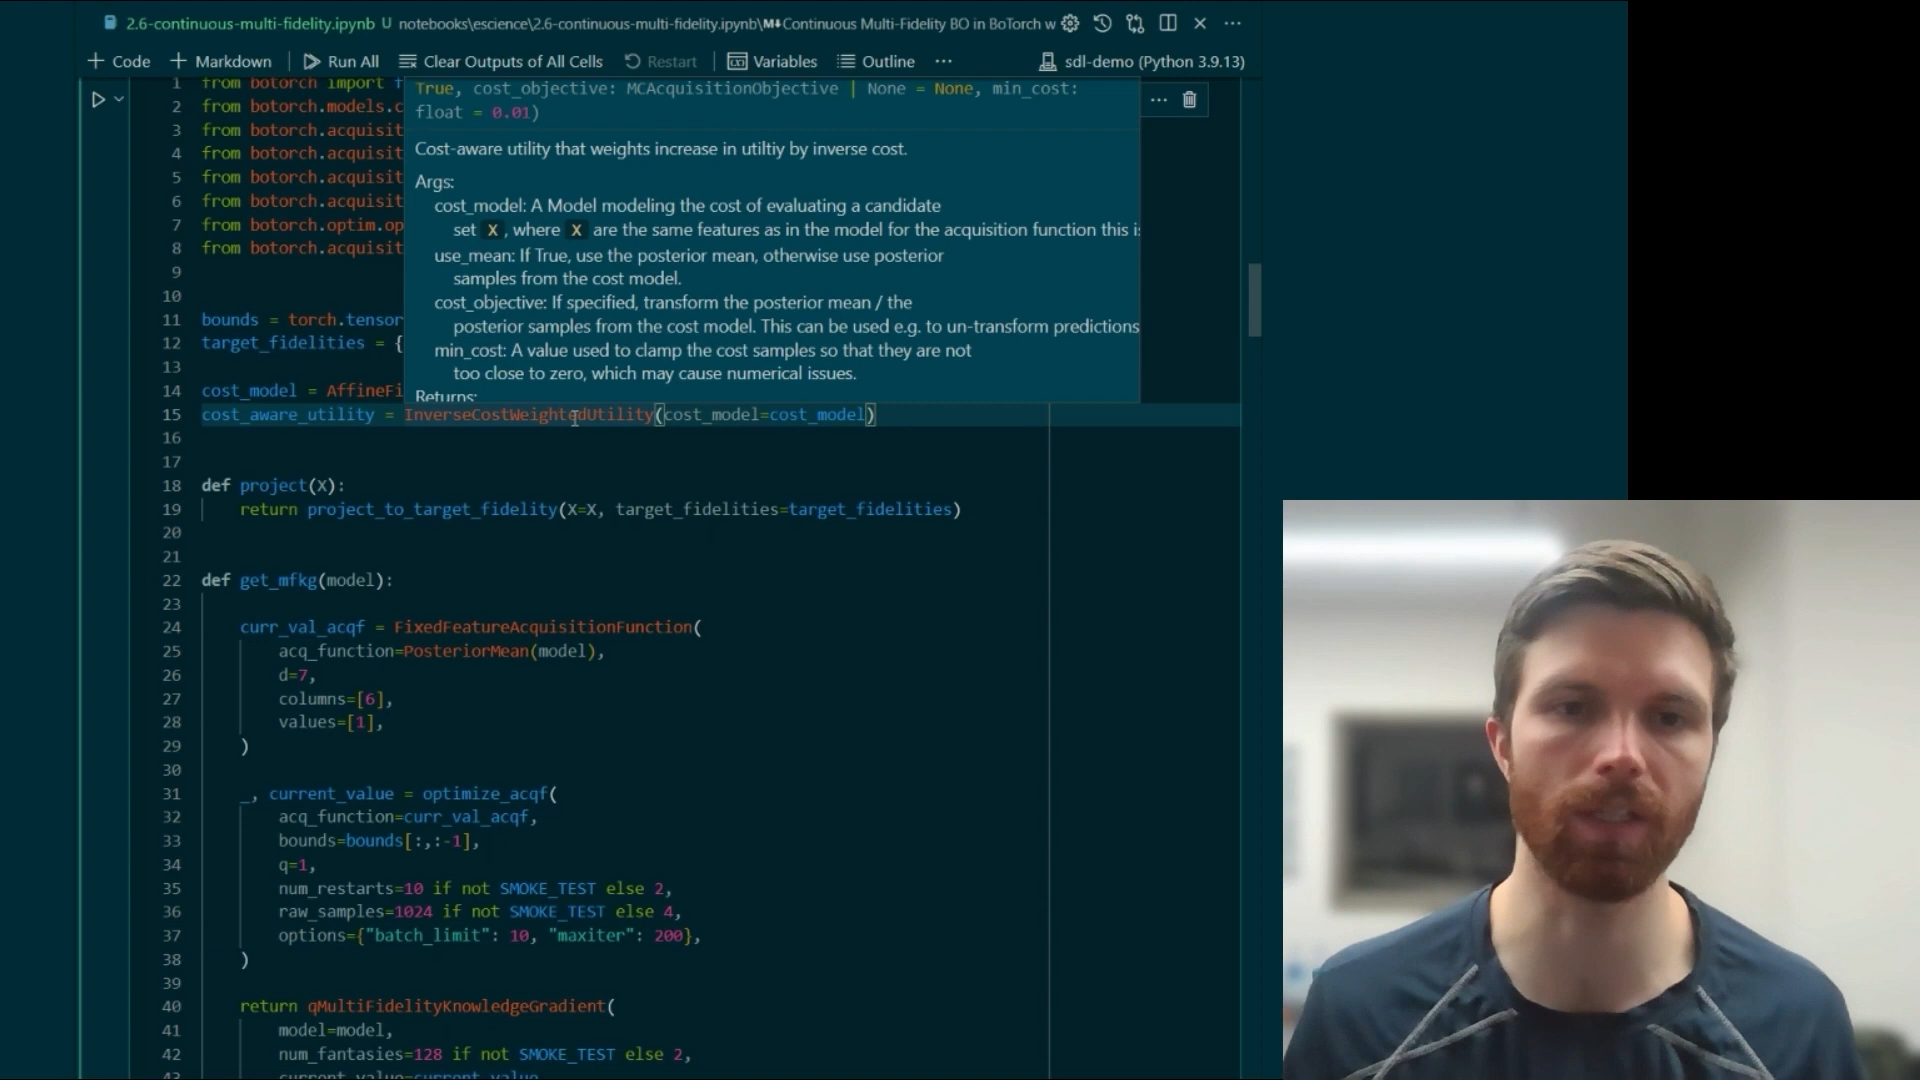 2.6-continuous-multi-fidelity.ipynb U notebooks\escience\2.6-continuous-multi-fidelity.ipynb\M↓Continuous Multi-Fidelity BO in BoTorch w
+ Code + Markdown Run All Clear Outputs of All Cells Restart Variables Outline ... sdl-demo (Python 3.9.13)
1 from botorch import f
True, cost_objective: MCAcquisitionObjective | None = None, min_cost:
2 from botorch.models.c
float = 0.01)
3 from botorch.acquisit
4 from botorch.acquisit
Cost-aware utility that weights increase in utiltiy by inverse cost.
5 from botorch.acquisit
Args:
6 from botorch.acquisit
cost_model: A Model modeling the cost of evaluating a candidate
7 from botorch.optim.op
set X, where X are the same features as in the model for the acquisition function this i
8 from botorch.acquisit
use_mean: If True, use the posterior mean, otherwise use posterior
9
samples from the cost model.
10
cost_objective: If specified, transform the posterior mean / the
11 bounds = torch.tensor
posterior samples from the cost model. This can be used e.g. to un-transform predictions
12 target_fidelities = {
min_cost: A value used to clamp the cost samples so that they are not
13
too close to zero, which may cause numerical issues.
14 cost_model = AffineFi
Returns:
15 cost_aware_utility = InverseCostWeightedUtility(cost_model=cost_model)
16
17
18 def project(X):
19 return project_to_target_fidelity(X=X, target_fidelities=target_fidelities)
20
21
22 def get_mfkg(model):
23
24 curr_val_acqf = FixedFeatureAcquisitionFunction(
25 acq_function=PosteriorMean(model),
26 d=7,
27 columns=[6],
28 values=[1],
29 )
30
31 _, current_value = optimize_acqf(
32 acq_function=curr_val_acqf,
33 bounds=bounds[:,:-1],
34 q=1,
35 num_restarts=10 if not SMOKE_TEST else 2,
36 raw_samples=1024 if not SMOKE_TEST else 4,
37 options={"batch_limit": 10, "maxiter": 200},
38 )
39
40 return qMultiFidelityKnowledgeGradient(
41 model=model,
42 num_fantasies=128 if not SMOKE_TEST else 2,
43 current_value=current_value,